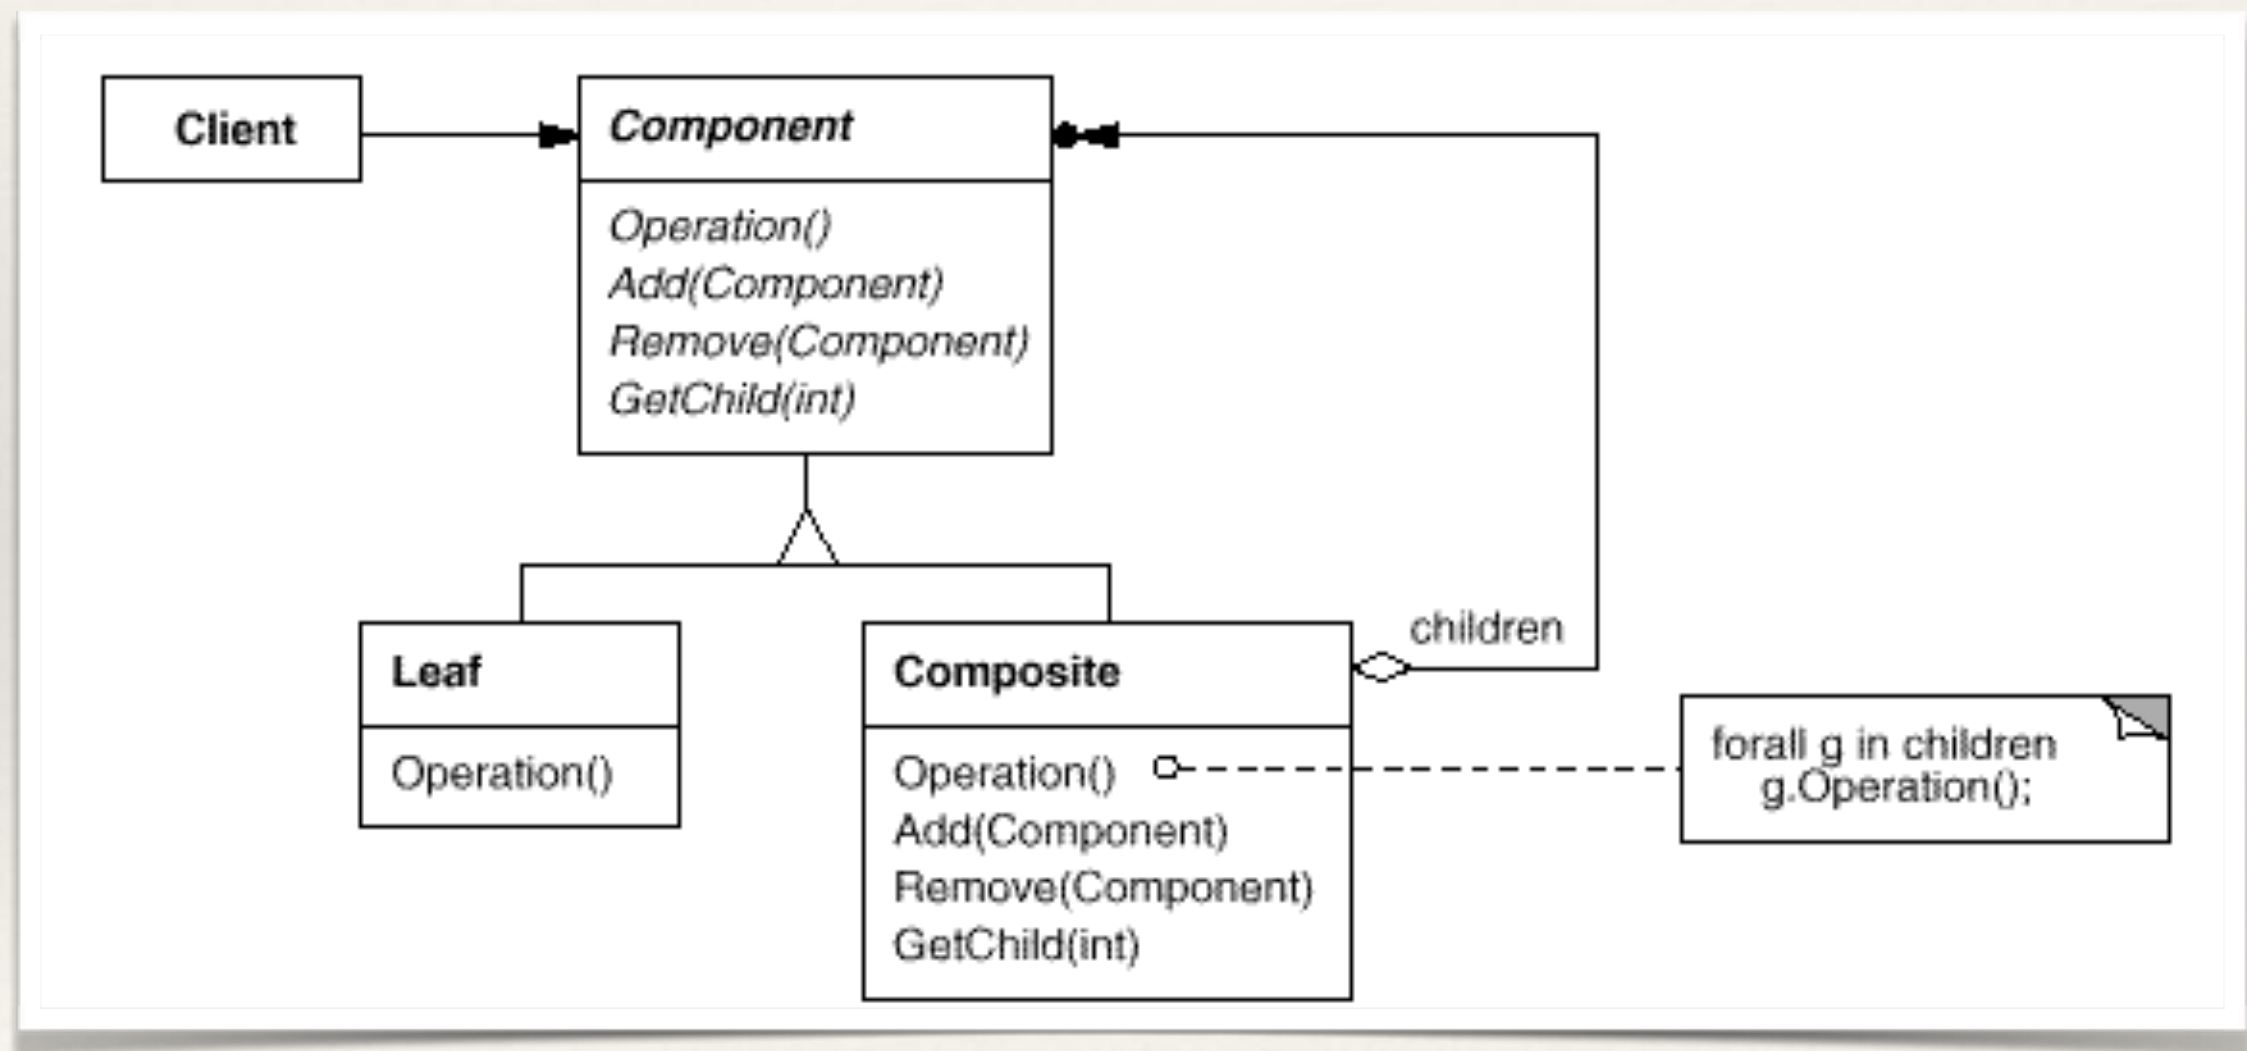 Client
Component
Operation()
Add(Component)
Remove(Component)
GetChild(int)
Leaf
Operation()
Composite
Operation()
Add(Component)
Remove(Component)
GetChild(int)
children
forall g in children
g.Operation();